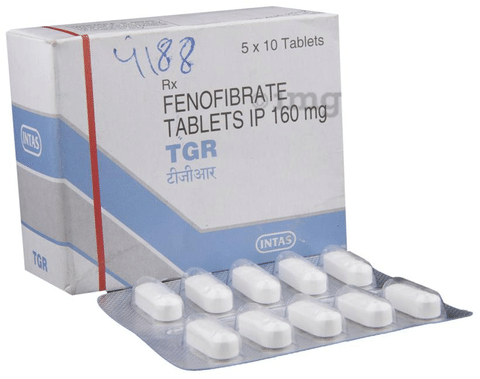 4188
5 x 10 Tablets
Rx
FENOFIBRATE
TABLETS IP 160 mg
TGR
टीजीआर
INTAS
INTAS
TGR